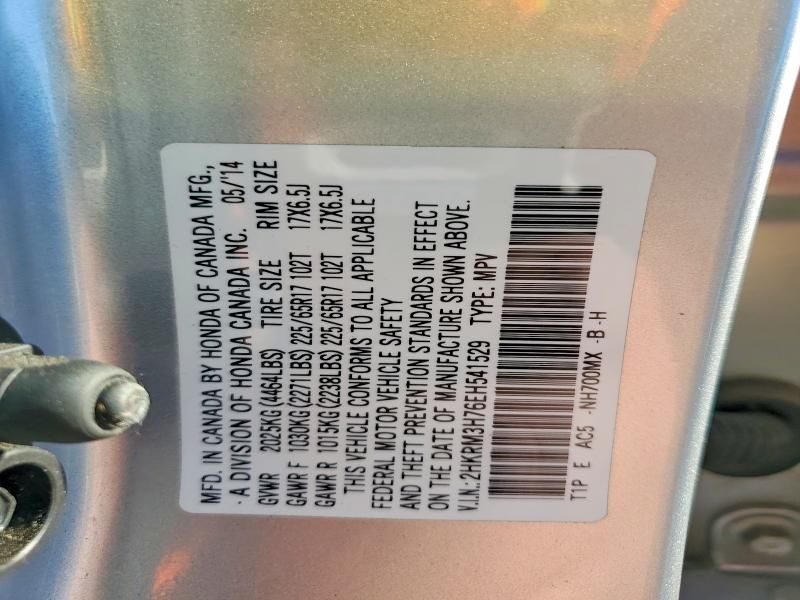 MFD. IN CANADA BY HONDA OF CANADA MFG.,
· A DIVISION OF HONDA CANADA INC. 05/'14
GVWR 2025KG (4464LBS) TIRE SIZE RIM SIZE
GAWR F 1030KG (2271LBS) 225/65R17 102T 17X6.5J
GAWR R 1015KG (2238LBS) 225/65R17 102T 17X6.5J
THIS VEHICLE CONFORMS TO ALL APPLICABLE
FEDERAL MOTOR VEHICLE SAFETY
AND THEFT PREVENTION STANDARDS IN EFFECT
ON THE DATE OF MANUFACTURE SHOWN ABOVE.
V.I.N.:2HKRM3H76EH541529 TYPE: MPV
T1P E AC5 -NH700MX -B -H